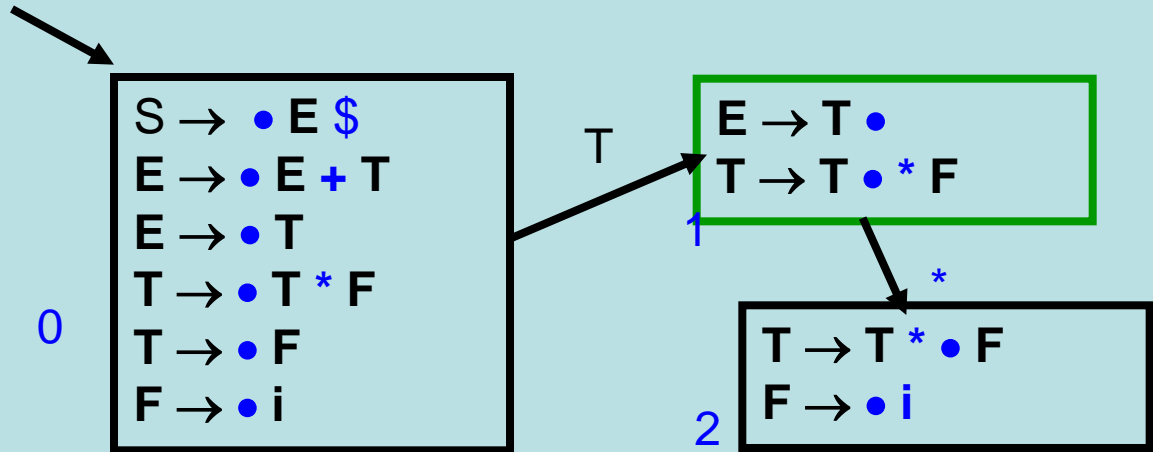 S → • E $
E → • E + T
E → • T
T → • T * F
T → • F
F → • i
0
T
E → T •
T → T • * F
1
*
T → T * • F
F → • i
2